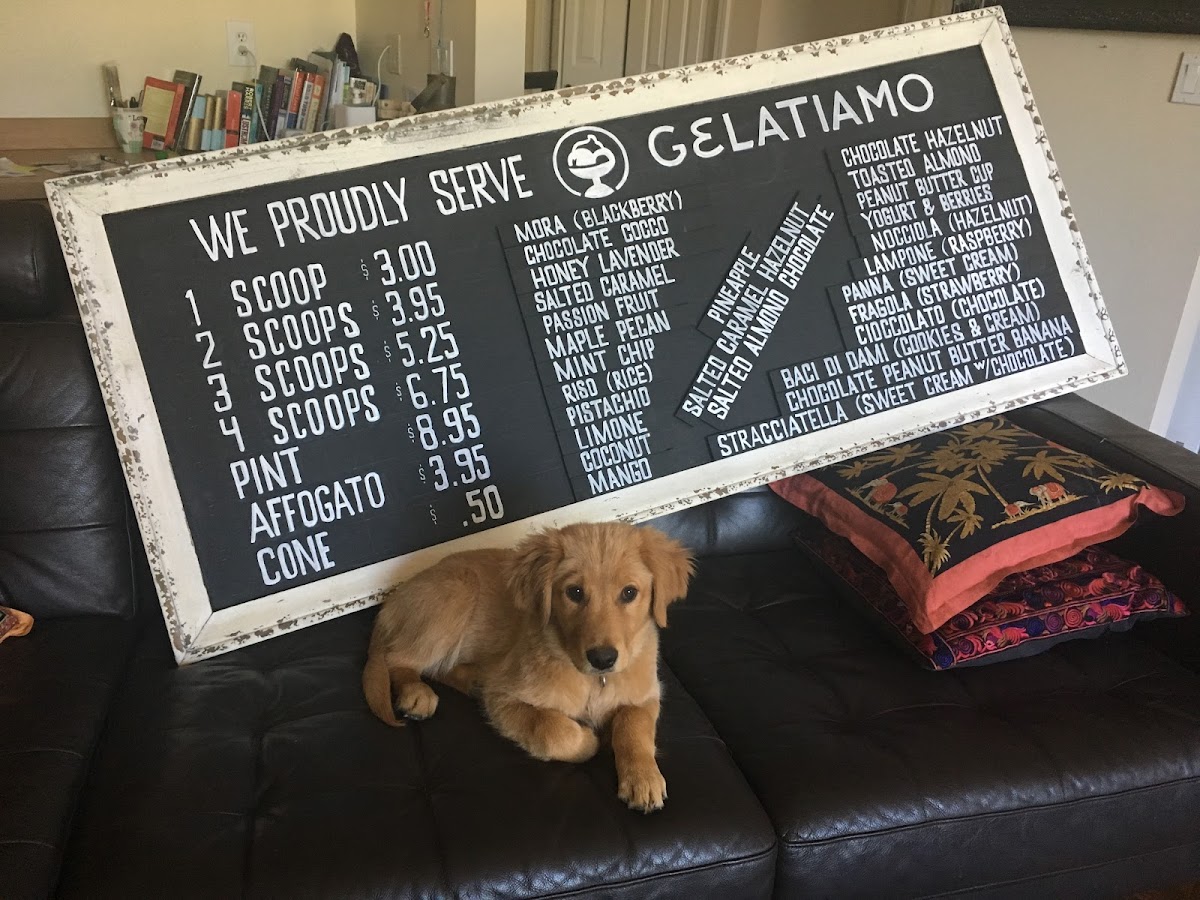 WE PROUDLY SERVE GELATIAMO
1 SCOOP $ 3.00
2 SCOOPS $ 3.95
3 SCOOPS $ 5.25
4 SCOOPS $ 6.75
PINT $ 8.95
AFFOGATO $ 3.95
CONE $ .50
MORA (BLACKBERRY)
CHOCOLATE COCCO
HONEY LAVENDER
SALTED CARAMEL
PASSION FRUIT
MAPLE PECAN
MINT CHIP
RISO (RICE)
PISTACHIO
LIMONE
COCONUT
MANGO
PINEAPPLE
SALTED CARAMEL HAZELNUT
SALTED ALMOND CHOCOLATE
CHOCOLATE HAZELNUT
TOASTED ALMOND
PEANUT BUTTER CUP
YOGURT & BERRIES
NOCCIOLA (HAZELNUT)
LAMPONE (RASPBERRY)
PANNA (SWEET CREAM)
FRAGOLA (STRAWBERRY)
CIOCCOLATO (CHOCOLATE)
BACI DI DAMI (COOKIES & CREAM)
CHOCOLATE PEANUT BUTTER BANANA
STRACCIATELLA (SWEET CREAM W/CHOCOLATE)